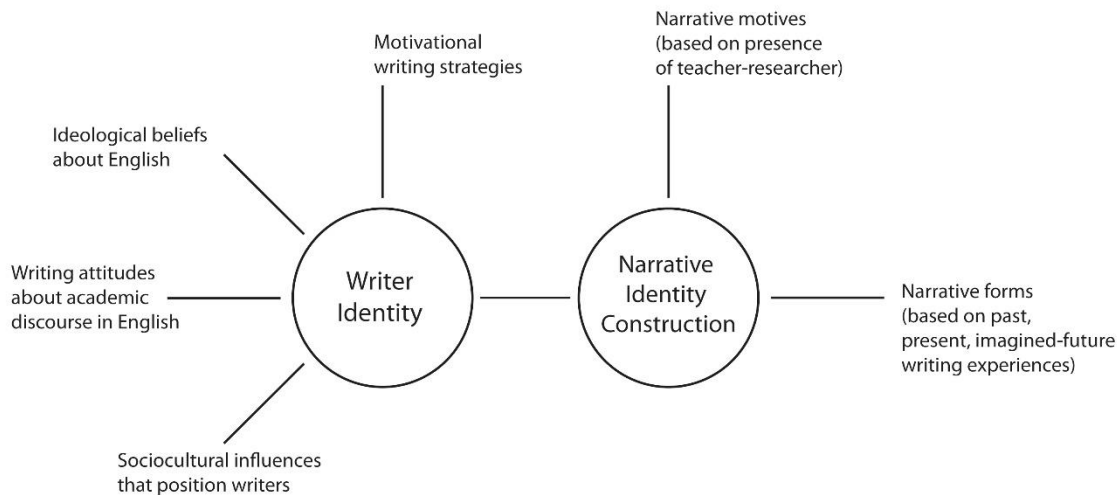 Narrative motives
(based on presence
of teacher-researcher)
Motivational
writing strategies
Ideological beliefs
about English
Writing attitudes
about academic
discourse in English
Writer
Identity
Narrative
Identity
Construction
Narrative forms
(based on past,
present, imagined-future
writing experiences)
Sociocultural influences
that position writers